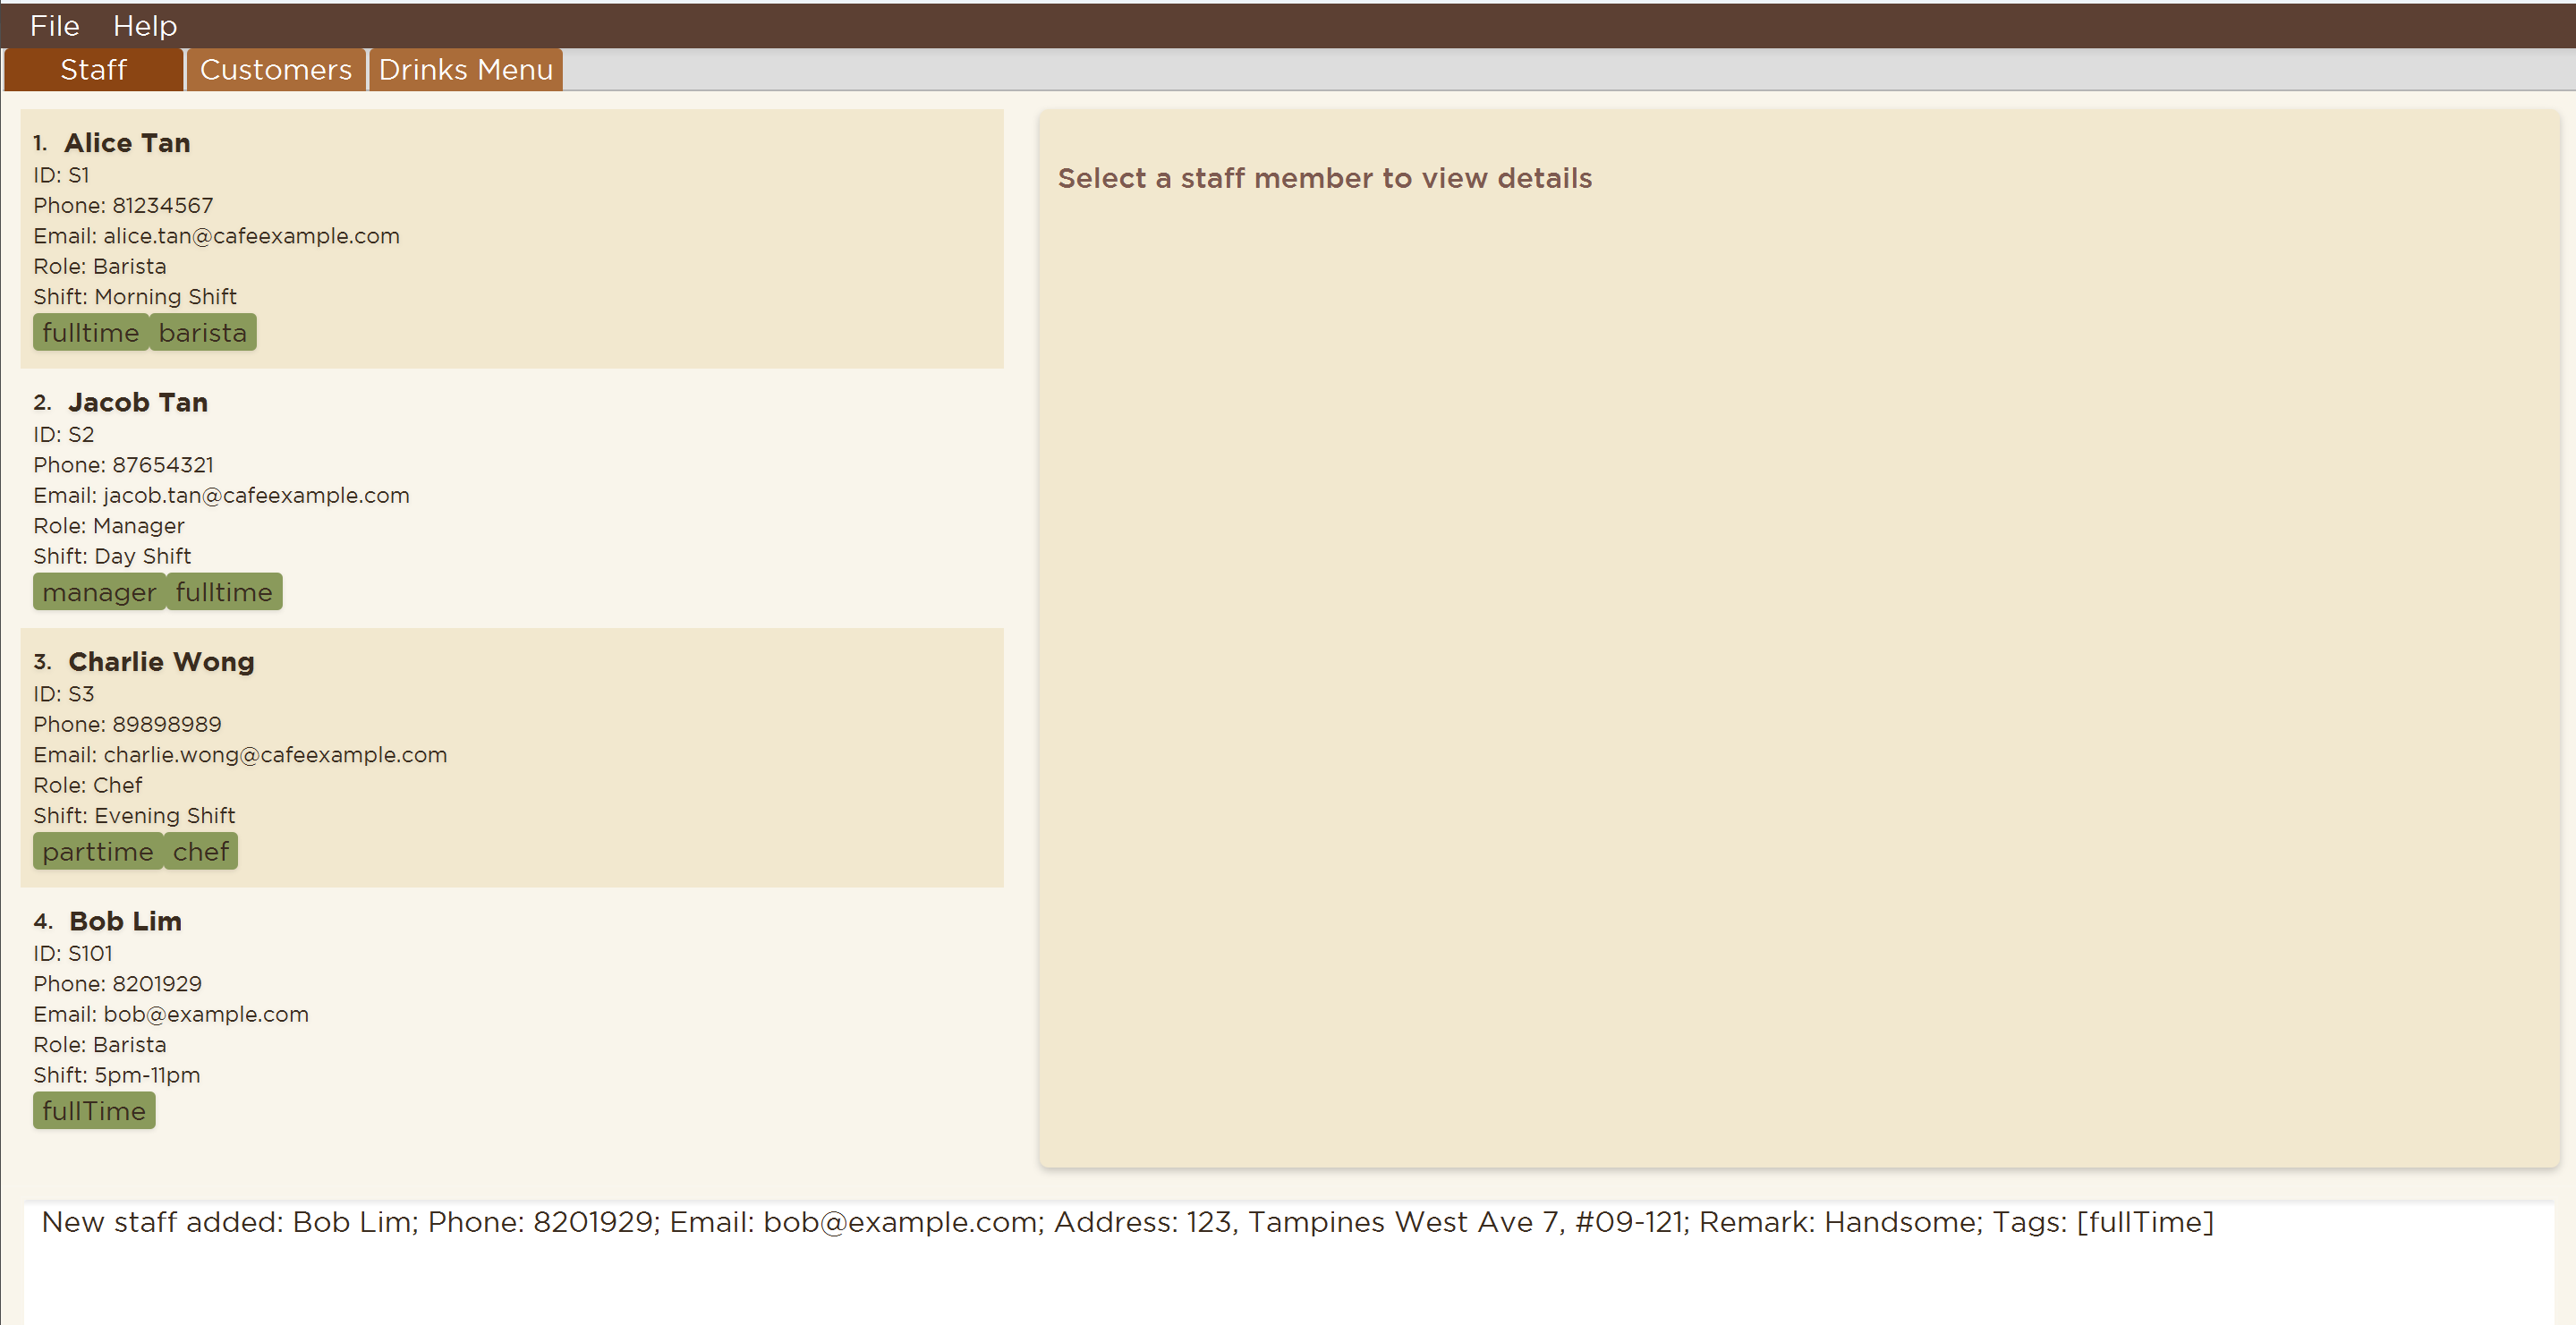 File Help
Staff Customers Drinks Menu
1. Alice Tan
ID: S1
Phone: 81234567
Email: alice.tan@cafeexample.com
Role: Barista
Shift: Morning Shift
fulltime barista
2. Jacob Tan
ID: S2
Phone: 87654321
Email: jacob.tan@cafeexample.com
Role: Manager
Shift: Day Shift
manager fulltime
3. Charlie Wong
ID: S3
Phone: 89898989
Email: charlie.wong@cafeexample.com
Role: Chef
Shift: Evening Shift
parttime chef
4. Bob Lim
ID: S101
Phone: 8201929
Email: bob@example.com
Role: Barista
Shift: 5pm-11pm
fullTime
Select a staff member to view details
New staff added: Bob Lim; Phone: 8201929; Email: bob@example.com; Address: 123, Tampines West Ave 7, #09-121; Remark: Handsome; Tags: [fullTime]